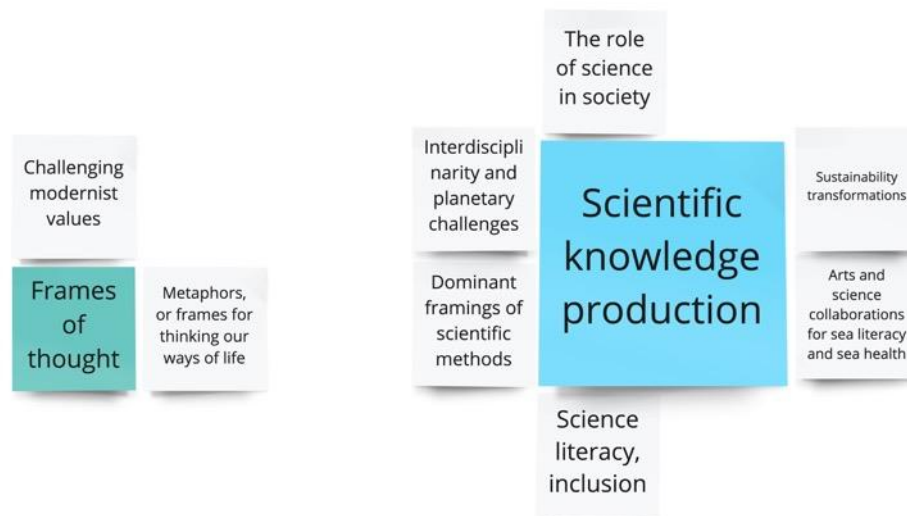 Challenging
modernist
values
Frames
of
thought
Metaphors,
or frames for
thinking our
ways of life
The role
of science
in society
Interdiscipli
narity and
planetary
challenges
Dominant
framings of
scientific
methods
Scientific
knowledge
production
Sustainability
transformations
Arts and
science
collaborations
for sea literacy
and sea health
Science
literacy,
inclusion